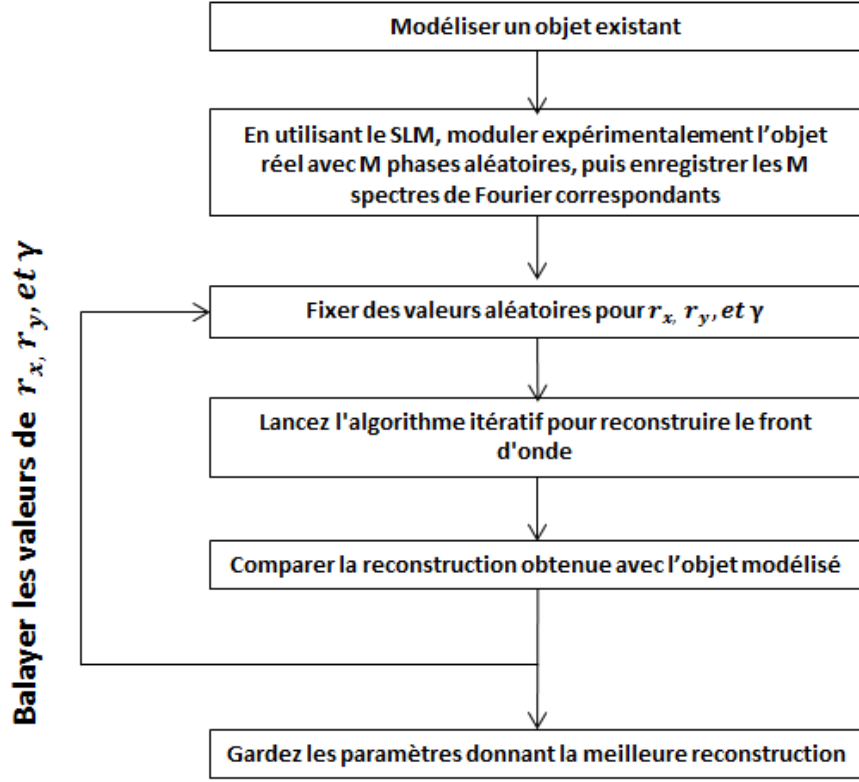 Modéliser un objet existant
En utilisant le SLM, moduler expérimentalement l'objet
réel avec M phases aléatoires, puis enregistrer les M
spectres de Fourier correspondants
Fixer des valeurs aléatoires pour r_x, r_y, et γ
Lancez l'algorithme itératif pour reconstruire le front
d'onde
Comparer la reconstruction obtenue avec l'objet modélisé
Gardez les paramètres donnant la meilleure reconstruction
Balayer les valeurs de r_x, r_y, et γ